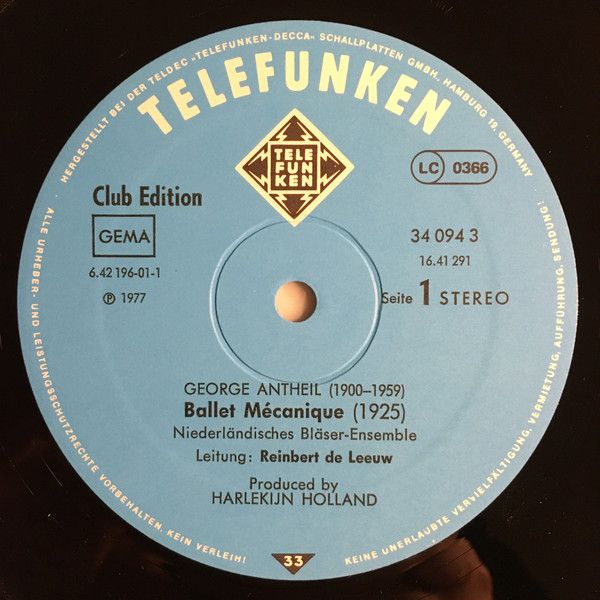 HERGESTELLT BEI DER TELDEC »TELEFUNKEN-DECCA« SCHALLPLATTEN GMBH., HAMBURG 19, GERMANY
TELEFUNKEN
TELE
FUN
KEN
LC 0366
Club Edition
GEMA
34 094 3
6.42 196-01-1
16.41 291
℗ 1977
Seite 1 STEREO
GEORGE ANTHEIL (1900–1959)
Ballet Mécanique (1925)
Niederländisches Bläser-Ensemble
Leitung: Reinbert de Leeuw
Produced by
HARLEKIJN HOLLAND
33
· ALLE URHEBER- UND LEISTUNGSSCHUTZRECHTE VORBEHALTEN. KEIN VERLEIH!
KEINE UNERLAUBTE VERVIELFÄLTIGUNG, VERMIETUNG, AUFFÜHRUNG, SENDUNG!